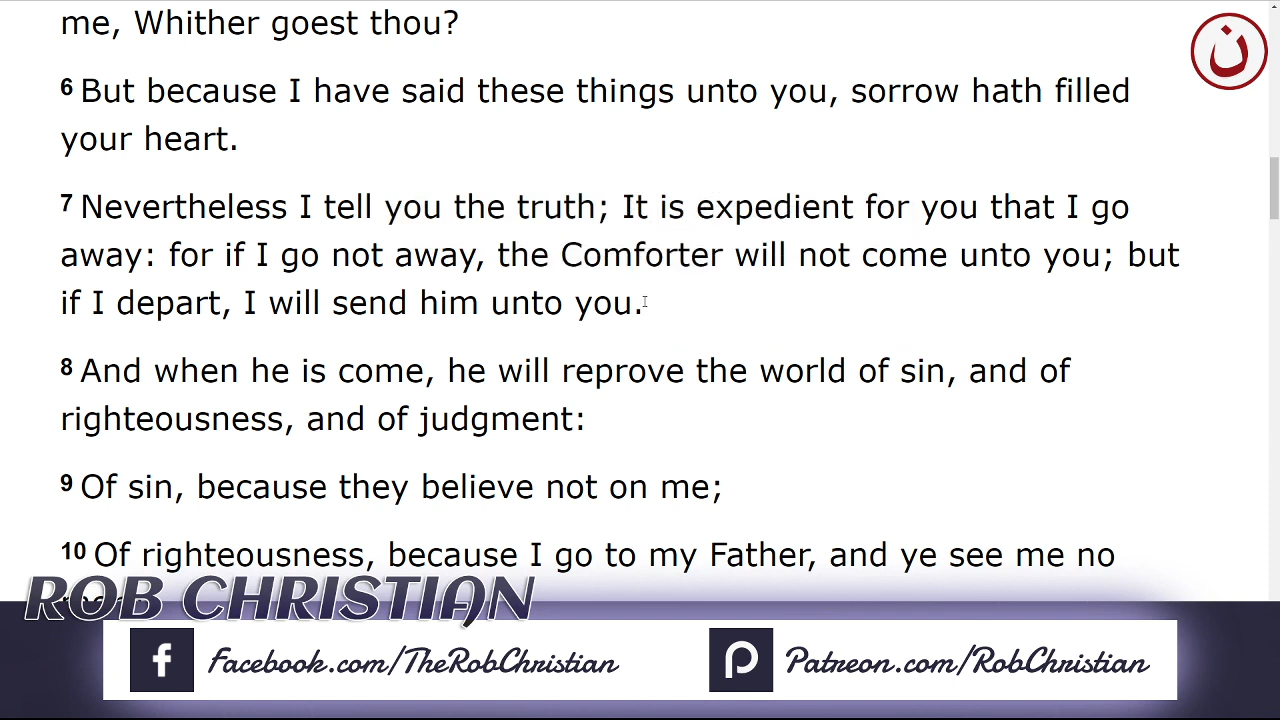 me, Whither goest thou?
6 But because I have said these things unto you, sorrow hath filled
your heart.
7 Nevertheless I tell you the truth; It is expedient for you that I go
away: for if I go not away, the Comforter will not come unto you; but
if I depart, I will send him unto you.
8 And when he is come, he will reprove the world of sin, and of
righteousness, and of judgment:
9 Of sin, because they believe not on me;
10 Of righteousness, because I go to my Father, and ye see me no
ROB CHRISTIAN
Facebook.com/TheRobChristian
Patreon.com/RobChristian
ن